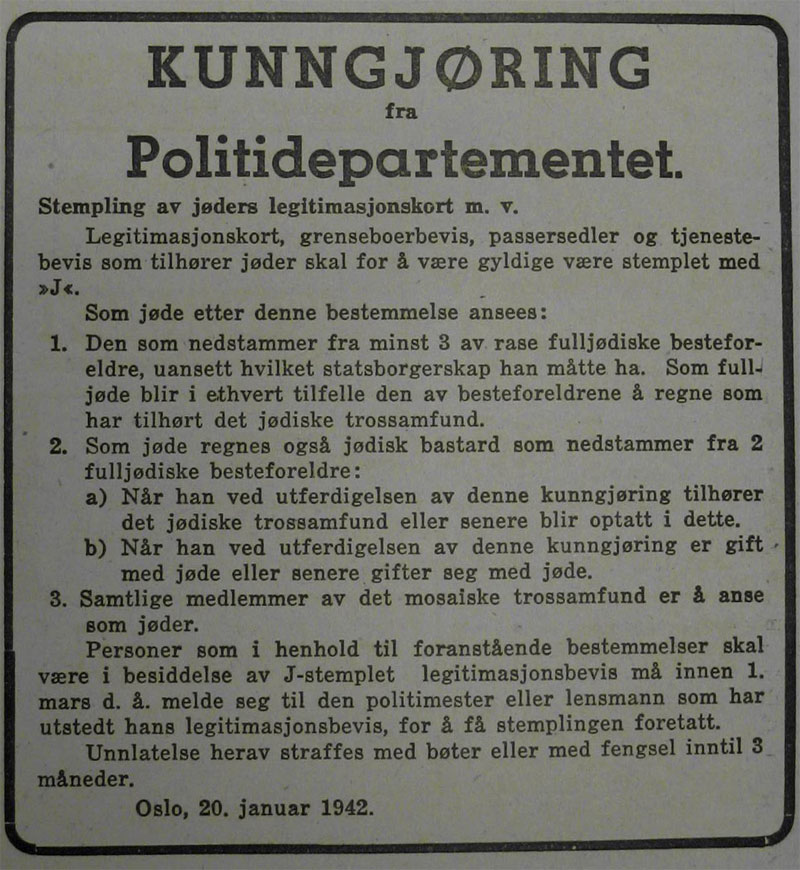 KUNNGJØRING
fra
Politidepartementet.
Stempling av jøders legitimasjonskort m. v.
Legitimasjonskort, grenseboerbevis, passersedler og tjeneste-
bevis som tilhører jøder skal for å være gyldige være stemplet med
»J«.
Som jøde etter denne bestemmelse ansees:
1. Den som nedstammer fra minst 3 av rase fulljødiske bestefor-
eldre, uansett hvilket statsborgerskap han måtte ha. Som full-
jøde blir i ethvert tilfelle den av besteforeldrene å regne som
har tilhørt det jødiske trossamfund.
2. Som jøde regnes også jødisk bastard som nedstammer fra 2
fulljødiske besteforeldre:
a) Når han ved utferdigelsen av denne kunngjøring tilhører
det jødiske trossamfund eller senere blir optatt i dette.
b) Når han ved utferdigelsen av denne kunngjøring er gift
med jøde eller senere gifter seg med jøde.
3. Samtlige medlemmer av det mosaiske trossamfund er å anse
som jøder.
Personer som i henhold til foranstående bestemmelser skal
være i besiddelse av J-stemplet legitimasjonsbevis må innen 1.
mars d. å. melde seg til den politimester eller lensmann som har
utstedt hans legitimasjonsbevis, for å få stemplingen foretatt.
Unnlatelse herav straffes med bøter eller med fengsel inntil 3
måneder.
Oslo, 20. januar 1942.